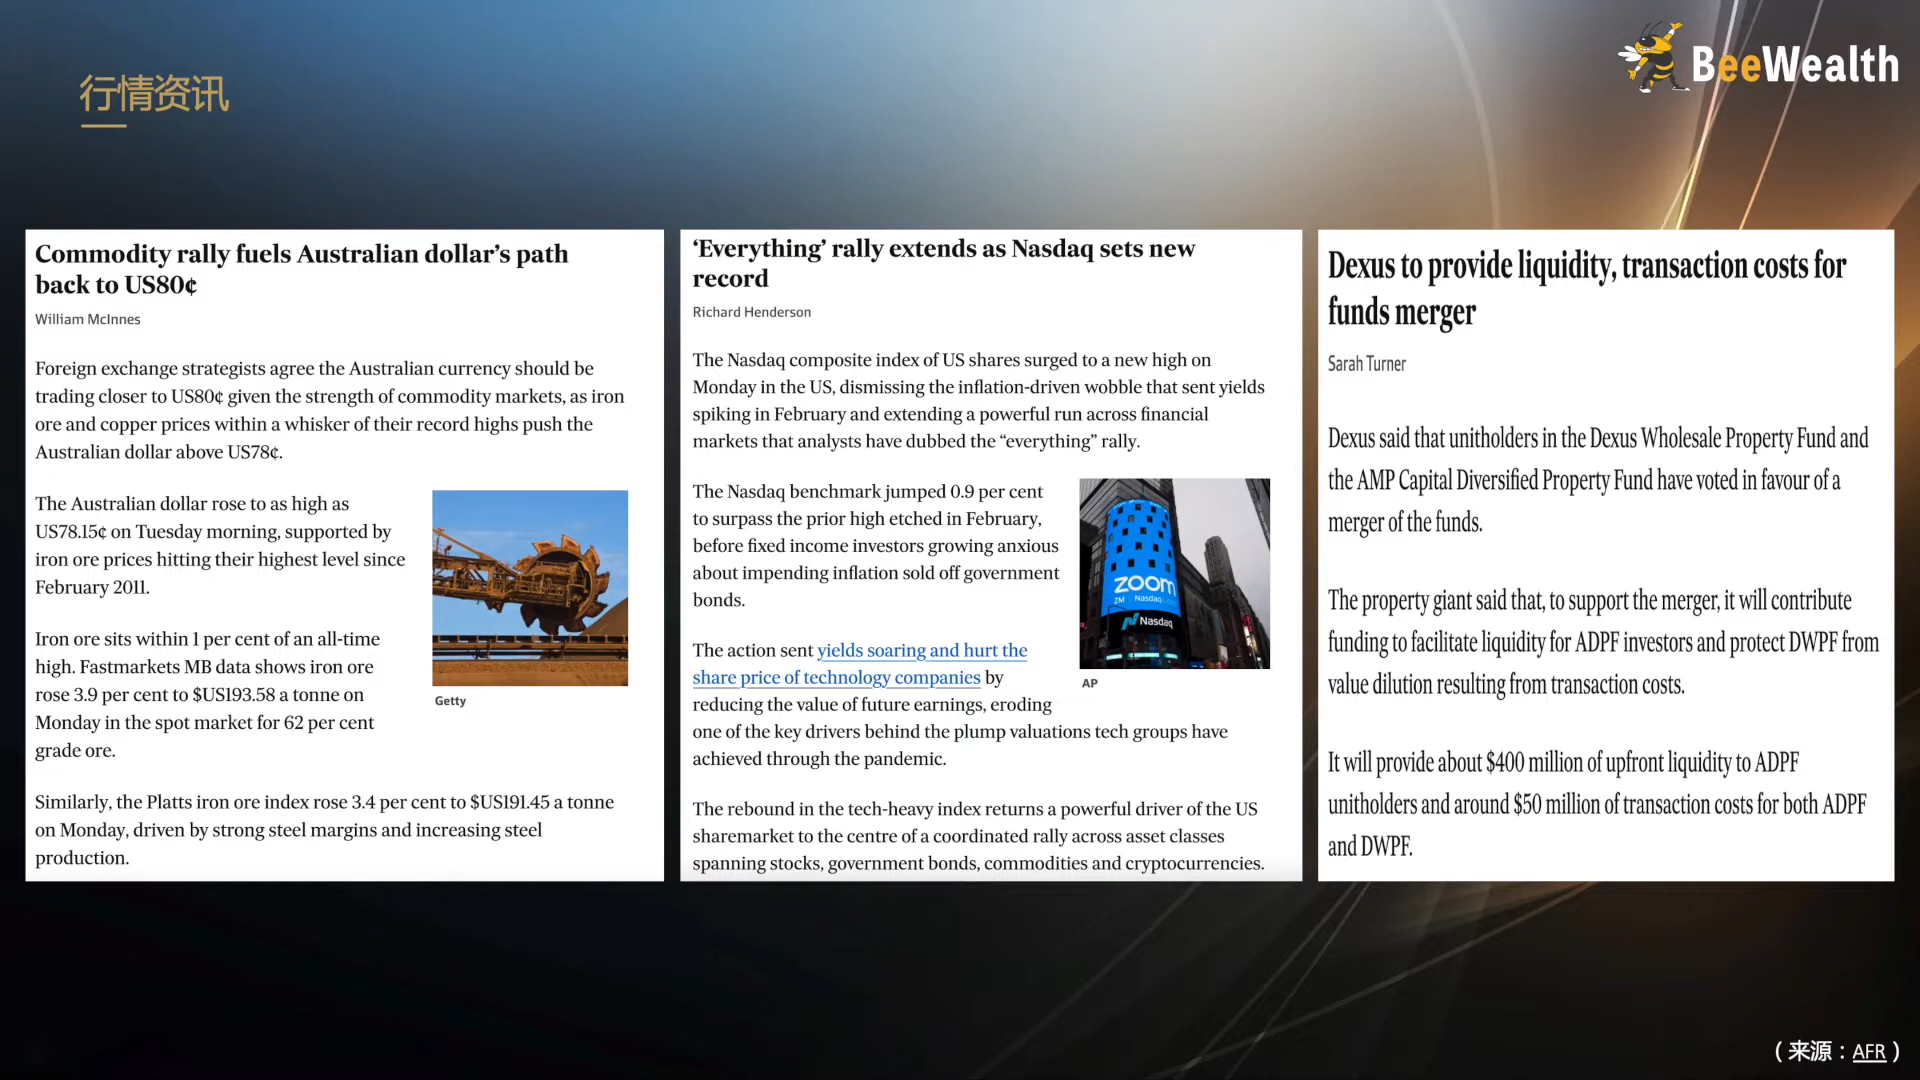 行情资讯
BeeWealth
Commodity rally fuels Australian dollar’s path
back to US80¢
William McInnes
Foreign exchange strategists agree the Australian currency should be
trading closer to US80¢ given the strength of commodity markets, as iron
ore and copper prices within a whisker of their record highs push the
Australian dollar above US78¢.
The Australian dollar rose to as high as
US78.15¢ on Tuesday morning, supported by
iron ore prices hitting their highest level since
February 2011.
Iron ore sits within 1 per cent of an all-time
high. Fastmarkets MB data shows iron ore
rose 3.9 per cent to $US193.58 a tonne on
Monday in the spot market for 62 per cent
grade ore.
Getty
Similarly, the Platts iron ore index rose 3.4 per cent to $US191.45 a tonne
on Monday, driven by strong steel margins and increasing steel
production.
‘Everything’ rally extends as Nasdaq sets new
record
Richard Henderson
The Nasdaq composite index of US shares surged to a new high on
Monday in the US, dismissing the inflation-driven wobble that sent yields
spiking in February and extending a powerful run across financial
markets that analysts have dubbed the “everything” rally.
The Nasdaq benchmark jumped 0.9 per cent
to surpass the prior high etched in February,
before fixed income investors growing anxious
about impending inflation sold off government
bonds.
zoom
ZM Nasdaq
Nasdaq
AP
The action sent yields soaring and hurt the
share price of technology companies by
reducing the value of future earnings, eroding
one of the key drivers behind the plump valuations tech groups have
achieved through the pandemic.
The rebound in the tech-heavy index returns a powerful driver of the US
sharemarket to the centre of a coordinated rally across asset classes
spanning stocks, government bonds, commodities and cryptocurrencies.
Dexus to provide liquidity, transaction costs for
funds merger
Sarah Turner
Dexus said that unitholders in the Dexus Wholesale Property Fund and
the AMP Capital Diversified Property Fund have voted in favour of a
merger of the funds.
The property giant said that, to support the merger, it will contribute
funding to facilitate liquidity for ADPF investors and protect DWPF from
value dilution resulting from transaction costs.
It will provide about $400 million of upfront liquidity to ADPF
unitholders and around $50 million of transaction costs for both ADPF
and DWPF.
（来源：AFR）